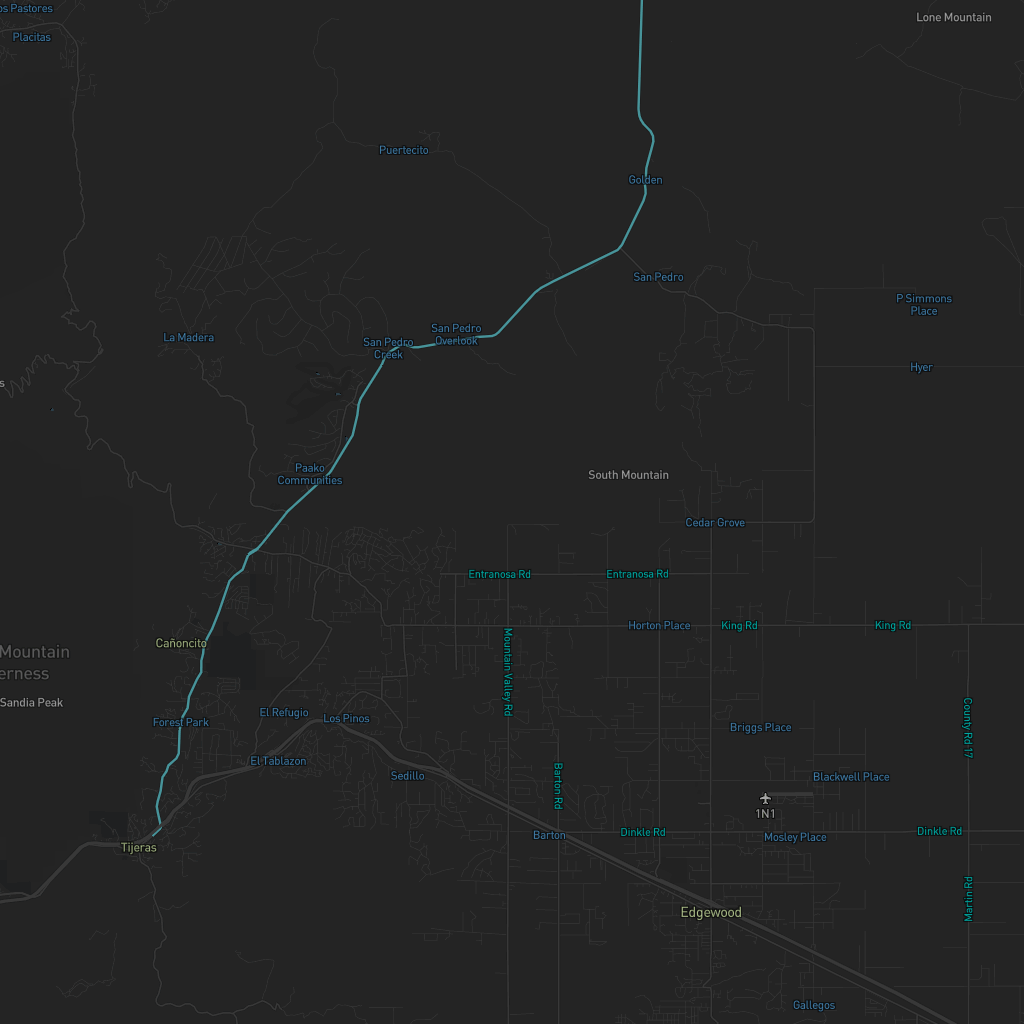 os Pastores
Placitas
Lone Mountain
Puertecito
Golden
San Pedro
P Simmons
Place
La Madera
San Pedro
Overlook
San Pedro
Creek
Hyer
s
Paako
Communities
South Mountain
Cedar Grove
Entranosa Rd
Entranosa Rd
Horton Place
King Rd
King Rd
Cañoncito
Mountain
erness
Sandia Peak
Mountain Valley Rd
Forest Park
El Refugio
Los Pinos
Briggs Place
County Rd 17
El Tablazon
Sedillo
Barton Rd
Blackwell Place
1N1
Barton
Dinkle Rd
Mosley Place
Dinkle Rd
Tijeras
Martin Rd
Edgewood
Gallegos